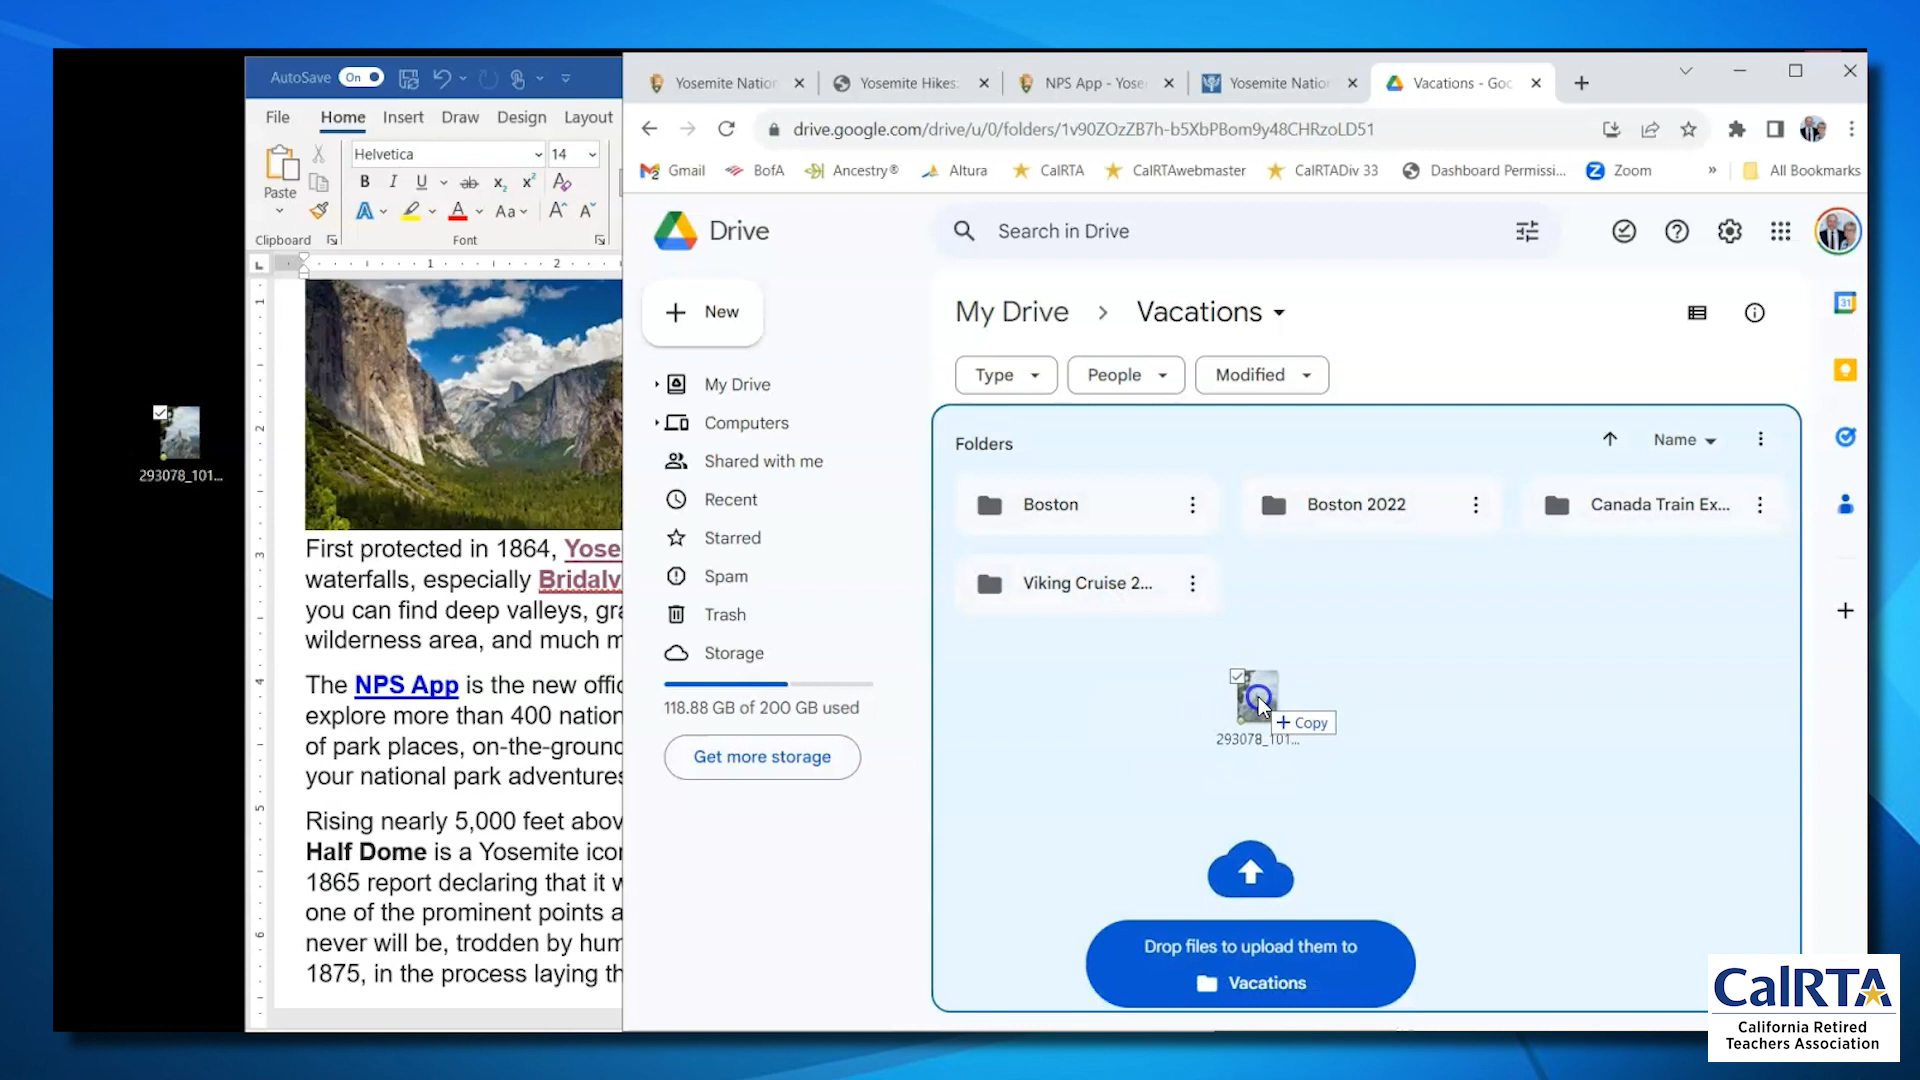 AutoSave On
File Home Insert Draw Design Layout
Paste
Helvetica 14
B I U ab x₂ x²
A A Aa A A
Clipboard Font
1 2
First protected in 1864, Yose
waterfalls, especially Bridalv
you can find deep valleys, gra
wilderness area, and much m
The NPS App is the new offic
explore more than 400 nation
of park places, on-the-ground
your national park adventures
Rising nearly 5,000 feet abov
Half Dome is a Yosemite icon
1865 report declaring that it w
one of the prominent points a
never will be, trodden by hum
1875, in the process laying th
293078_101...
Yosemite Nation Yosemite Hikes: NPS App - Yose Yosemite Natio Vacations - Goo
drive.google.com/drive/u/0/folders/1v90ZOzZB7h-b5XbPBom9y48CHRzoLD51
Gmail BofA Ancestry® Altura CalRTA CalRTAwebmaster CalRTADiv 33 Dashboard Permissi... Zoom » All Bookmarks
Drive
Search in Drive
New
My Drive
Computers
Shared with me
Recent
Starred
Spam
Trash
Storage
118.88 GB of 200 GB used
Get more storage
My Drive > Vacations
Type People Modified
Folders
Name
Boston Boston 2022 Canada Train Ex...
Viking Cruise 2...
+ Copy
293078_101...
Drop files to upload them to
Vacations
31
CalRTA
California Retired
Teachers Association